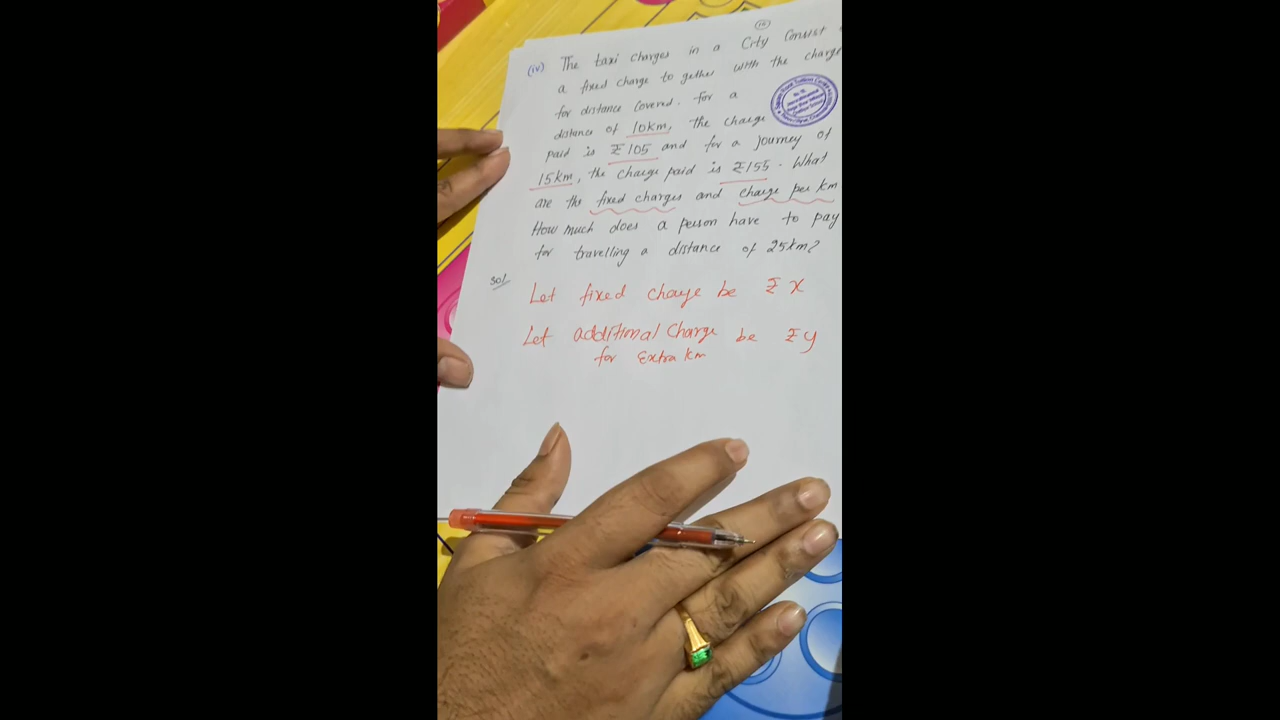 (iv) The taxi charges in a City Consist
a fixed charge to gether with the charge
for distance Covered. For a
distance of 10km, the charge
paid is ₹105 and for a journey of
15km, the charge paid is ₹155. What
are the fixed charges and charge per km
How much does a person have to pay
for travelling a distance of 25km?
Sol
Let fixed charge be ₹ x
Let additional Charge be ₹ y
for Extra km